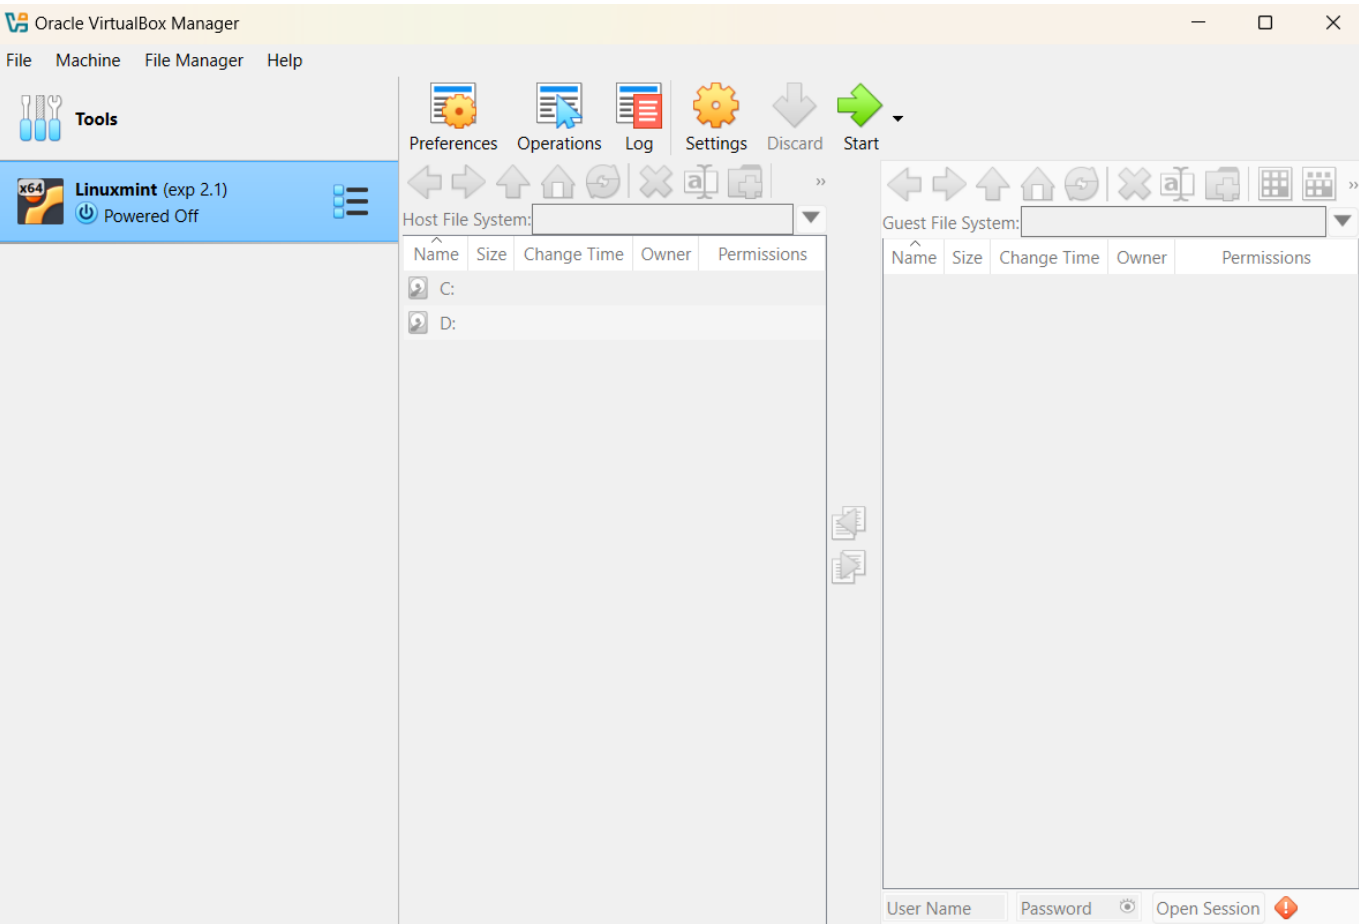 Oracle VirtualBox Manager
File Machine File Manager Help
Tools
Preferences Operations Log Settings Discard Start
x64
Linuxmint (exp 2.1)
Powered Off
a
»
a
»
Host File System:
Guest File System:
Name Size Change Time Owner Permissions
Name Size Change Time Owner Permissions
C:
D:
User Name Password Open Session